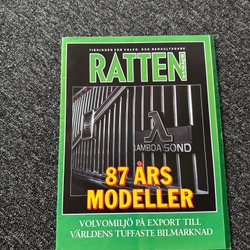 TIDNINGEN FÖR VOLVO- OCH RENAULTÄGARE
RATTEN
LAMBDA SOND
87 ÅRS
MODELLER
VOLVOMILJÖ PÅ EXPORT TILL
VÄRLDENS TUFFASTE BILMARKNAD